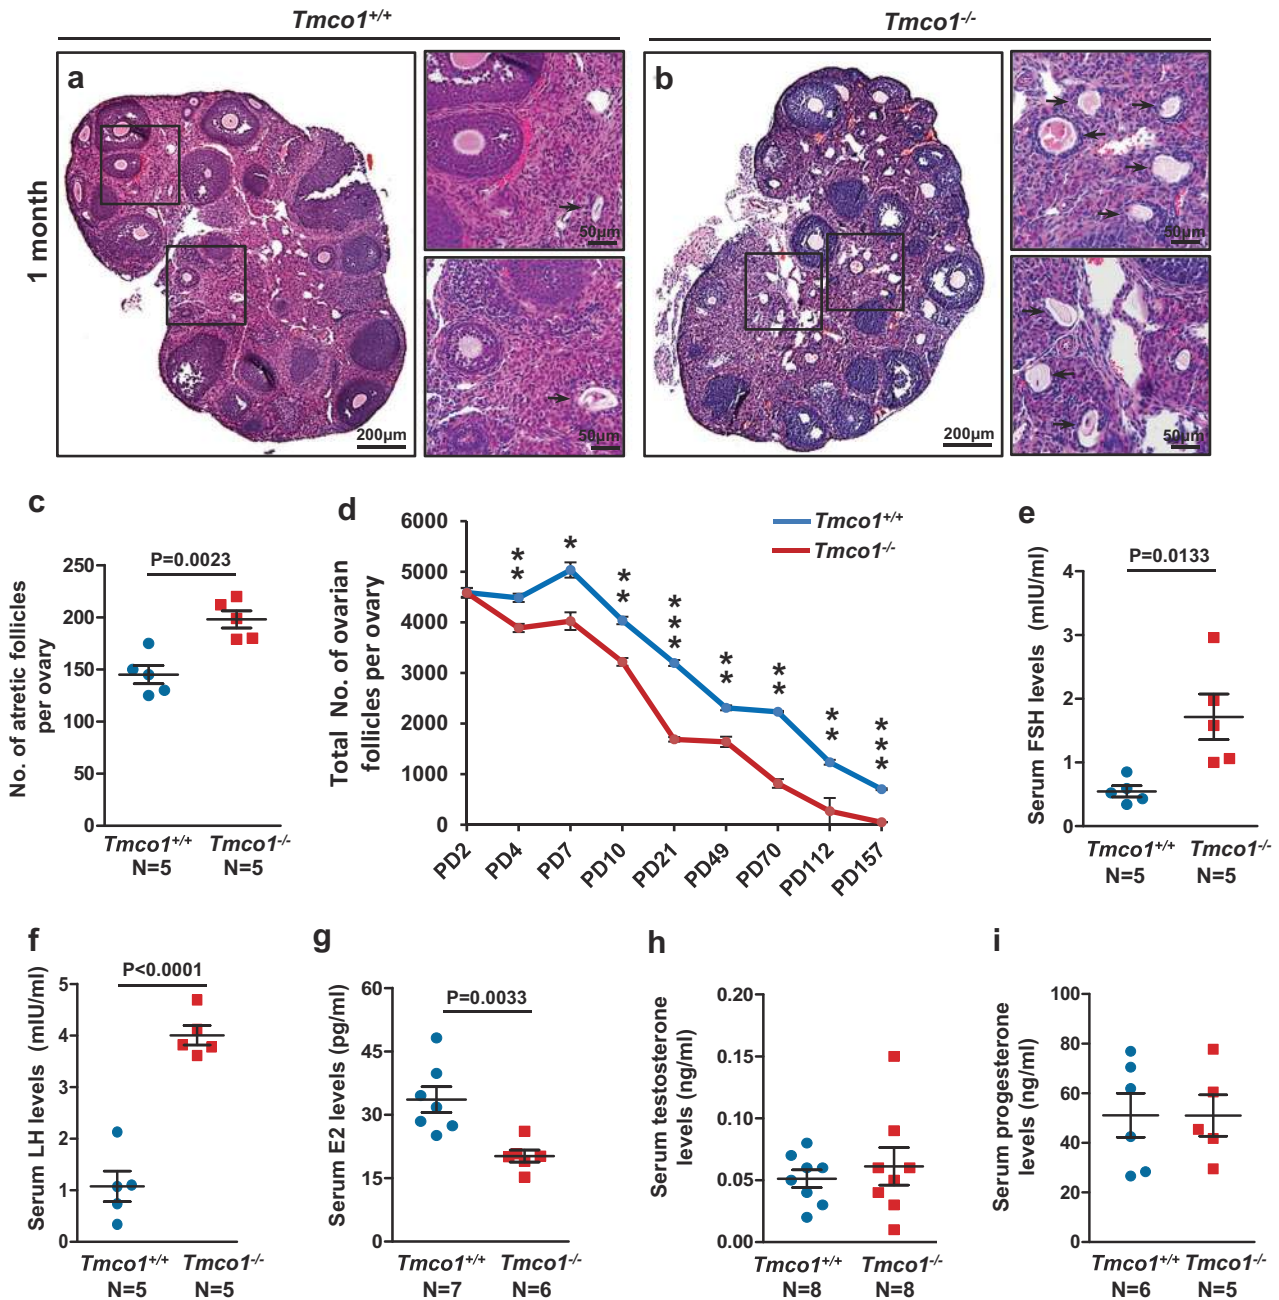 Tmco1+/+
Tmco1-/-
1 month
a
50µm
50µm
200µm
b
50µm
50µm
200µm
c
No. of atretic follicles
per ovary
P=0.0023
250
200
150
100
50
0
Tmco1+/+
N=5
Tmco1-/-
N=5
d
Total No. of ovarian
follicles per ovary
6000
5000
4000
3000
2000
1000
0
Tmco1+/+
Tmco1-/-
**
*
**
***
**
**
**
***
PD2
PD4
PD7
PD10
PD21
PD49
PD70
PD112
PD157
e
Serum FSH levels (mIU/ml)
P=0.0133
4
3
2
1
0
Tmco1+/+
N=5
Tmco1-/-
N=5
f
Serum LH levels (mIU/ml)
P<0.0001
5
4
3
2
1
0
Tmco1+/+
N=5
Tmco1-/-
N=5
g
Serum E2 levels (pg/ml)
P=0.0033
60
45
30
15
0
Tmco1+/+
N=7
Tmco1-/-
N=6
h
Serum testosterone
levels (ng/ml)
0.20
0.15
0.10
0.05
0.00
Tmco1+/+
N=8
Tmco1-/-
N=8
i
Serum progesterone
levels (ng/ml)
100
80
60
40
20
0
Tmco1+/+
N=6
Tmco1-/-
N=5